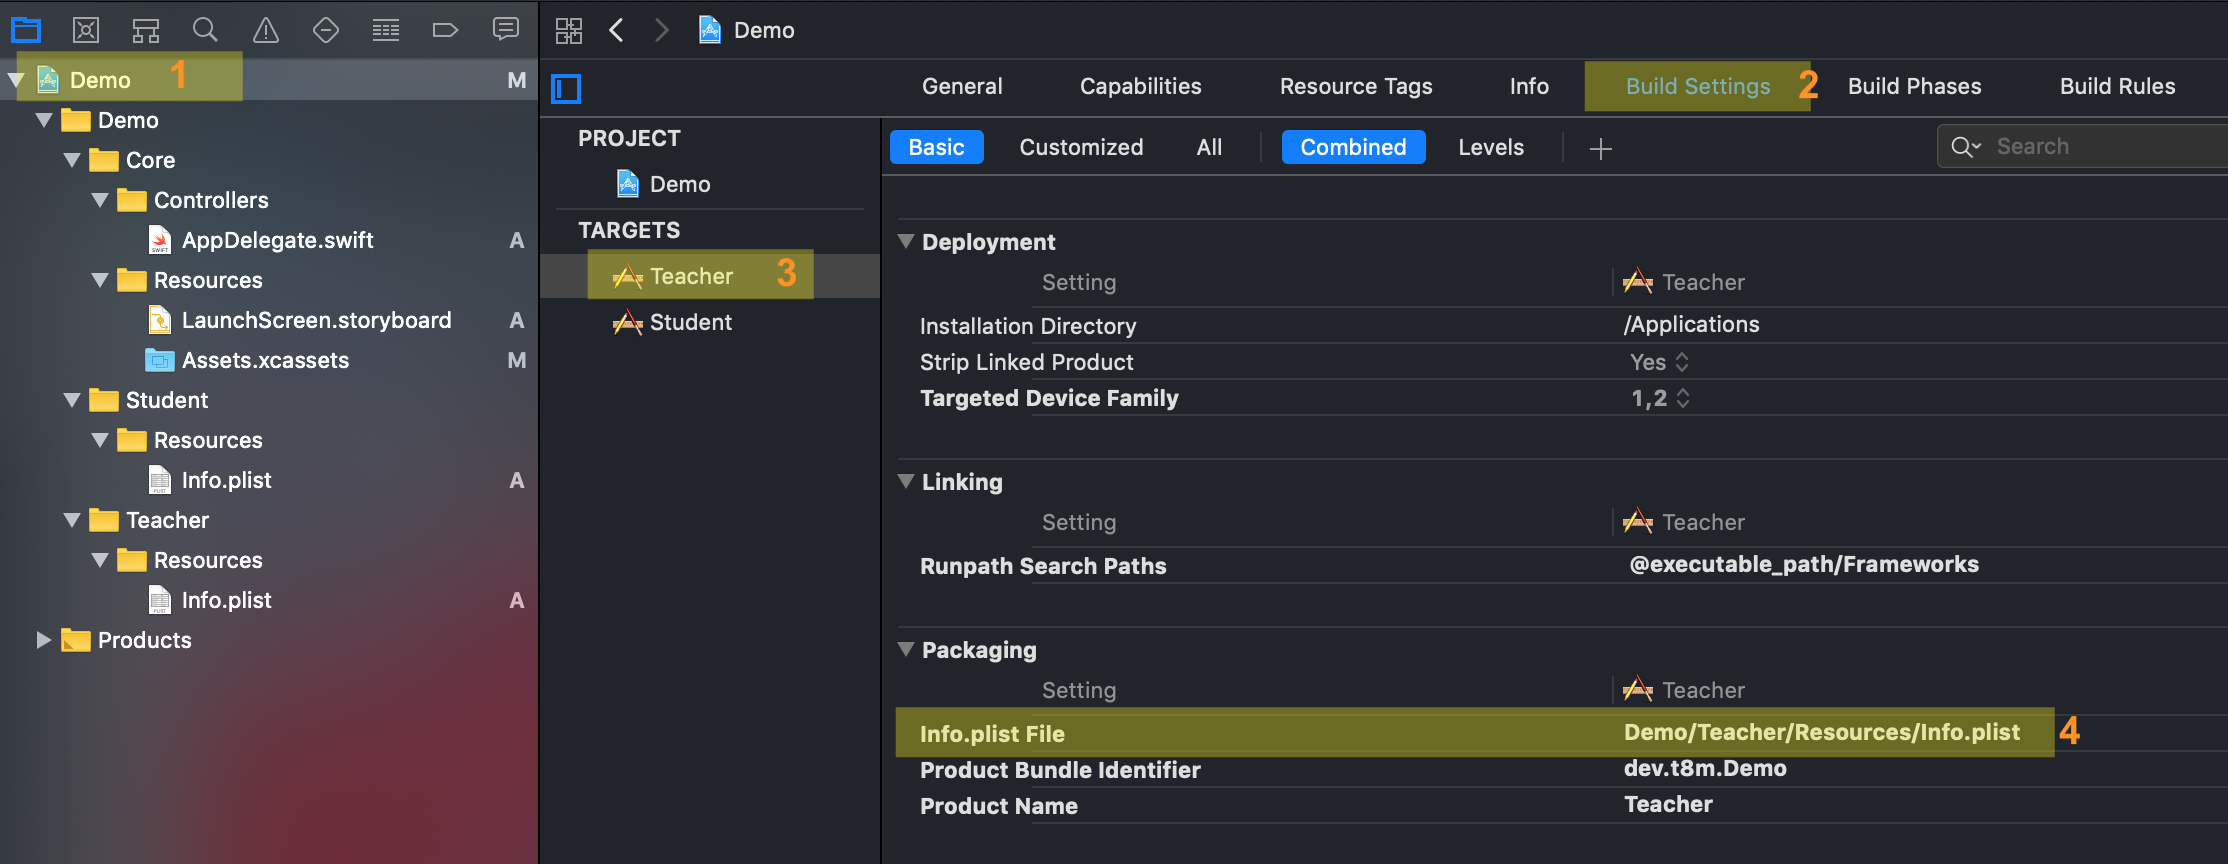 Demo 1 M
Demo
Core
Controllers
AppDelegate.swift A
Resources
LaunchScreen.storyboard A
Assets.xcassets M
Student
Resources
Info.plist A
Teacher
Resources
Info.plist A
Products
Demo
General Capabilities Resource Tags Info Build Settings 2 Build Phases Build Rules
PROJECT
Demo
TARGETS
Teacher 3
Student
Basic Customized All Combined Levels + Search
Deployment
Setting Teacher
Installation Directory /Applications
Strip Linked Product Yes
Targeted Device Family 1,2
Linking
Setting Teacher
Runpath Search Paths @executable_path/Frameworks
Packaging
Setting Teacher
Info.plist File Demo/Teacher/Resources/Info.plist 4
Product Bundle Identifier dev.t8m.Demo
Product Name Teacher